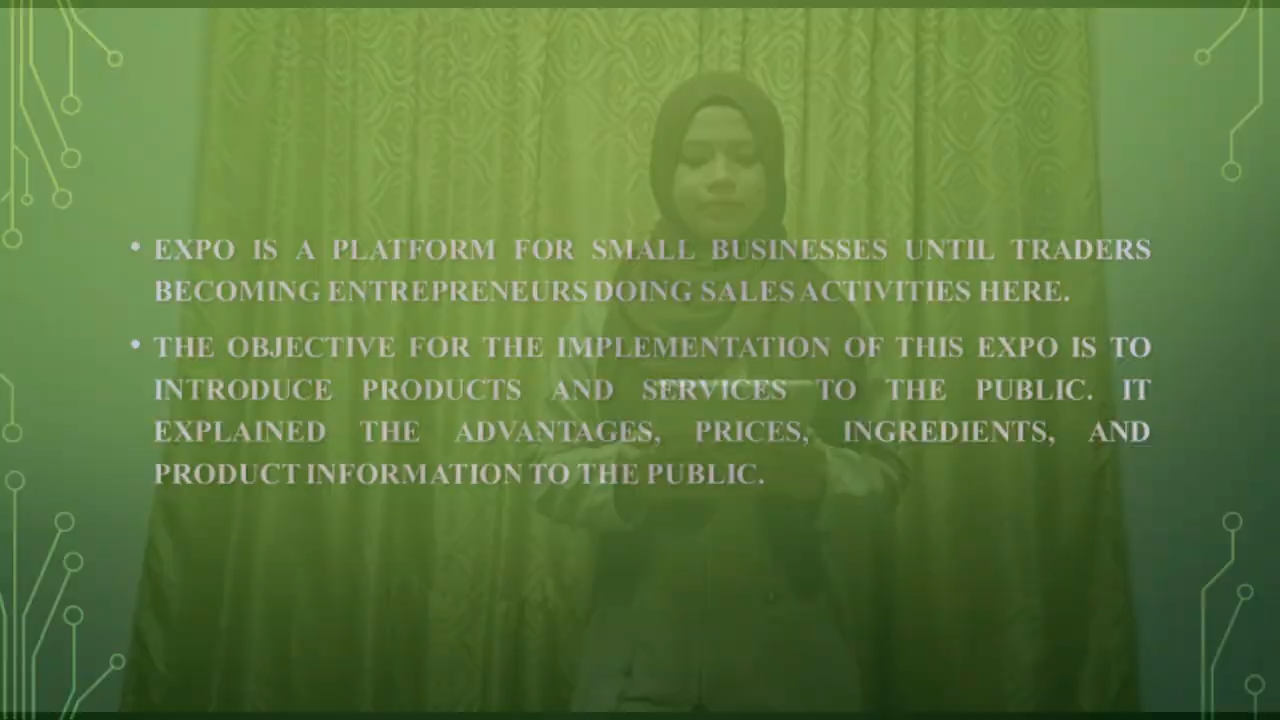 • EXPO IS A PLATFORM FOR SMALL BUSINESSES UNTIL TRADERS
BECOMING ENTREPRENEURS DOING SALES ACTIVITIES HERE.
• THE OBJECTIVE FOR THE IMPLEMENTATION OF THIS EXPO IS TO
INTRODUCE PRODUCTS AND SERVICES TO THE PUBLIC. IT
EXPLAINED THE ADVANTAGES, PRICES, INGREDIENTS, AND
PRODUCT INFORMATION TO THE PUBLIC.